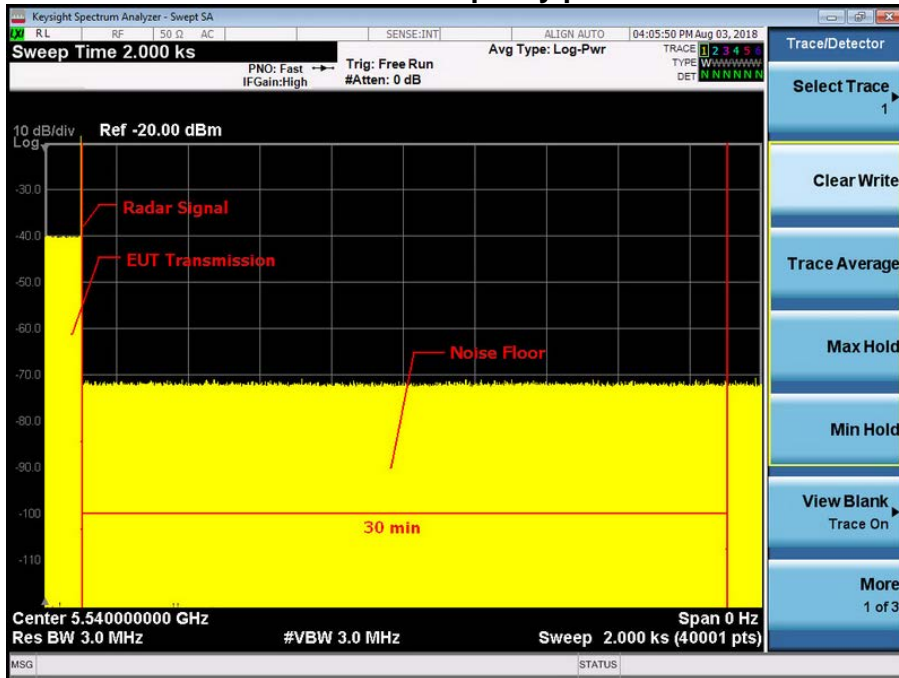 Keysight Spectrum Analyzer - Swept SA
LXI RL RF 50 Ω AC SENSE:INT ALIGN AUTO 04:05:50 PM Aug 03, 2018
Sweep Time 2.000 ks
PNO: Fast
IFGain:High
Trig: Free Run
#Atten: 0 dB
Avg Type: Log-Pwr
TRACE 1 2 3 4 5 6
TYPE WWWWWW
DET N N N N N N
10 dB/div Ref -20.00 dBm
Log
-30.0
Radar Signal
-40.0
EUT Transmission
-50.0
-60.0
Noise Floor
-70.0
-80.0
-90.0
-100
30 min
-110
Center 5.540000000 GHz Span 0 Hz
Res BW 3.0 MHz #VBW 3.0 MHz Sweep 2.000 ks (40001 pts)
MSG STATUS
Trace/Detector
Select Trace
1
Clear Write
Trace Average
Max Hold
Min Hold
View Blank
Trace On
More
1 of 3